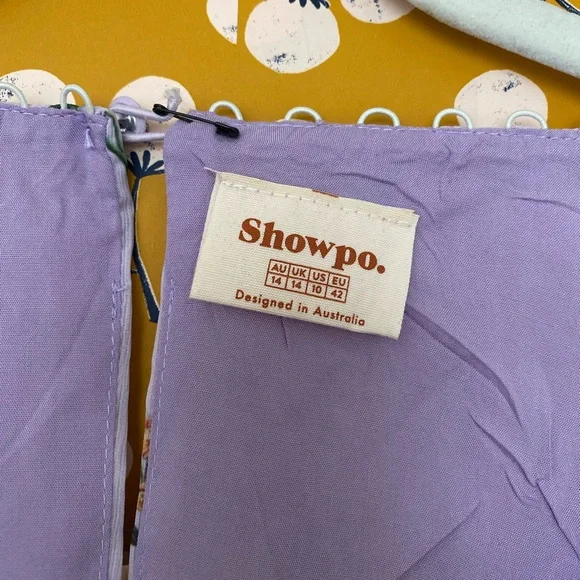 Showpo.
AU UK US EU
14 14 10 42
Designed in Australia